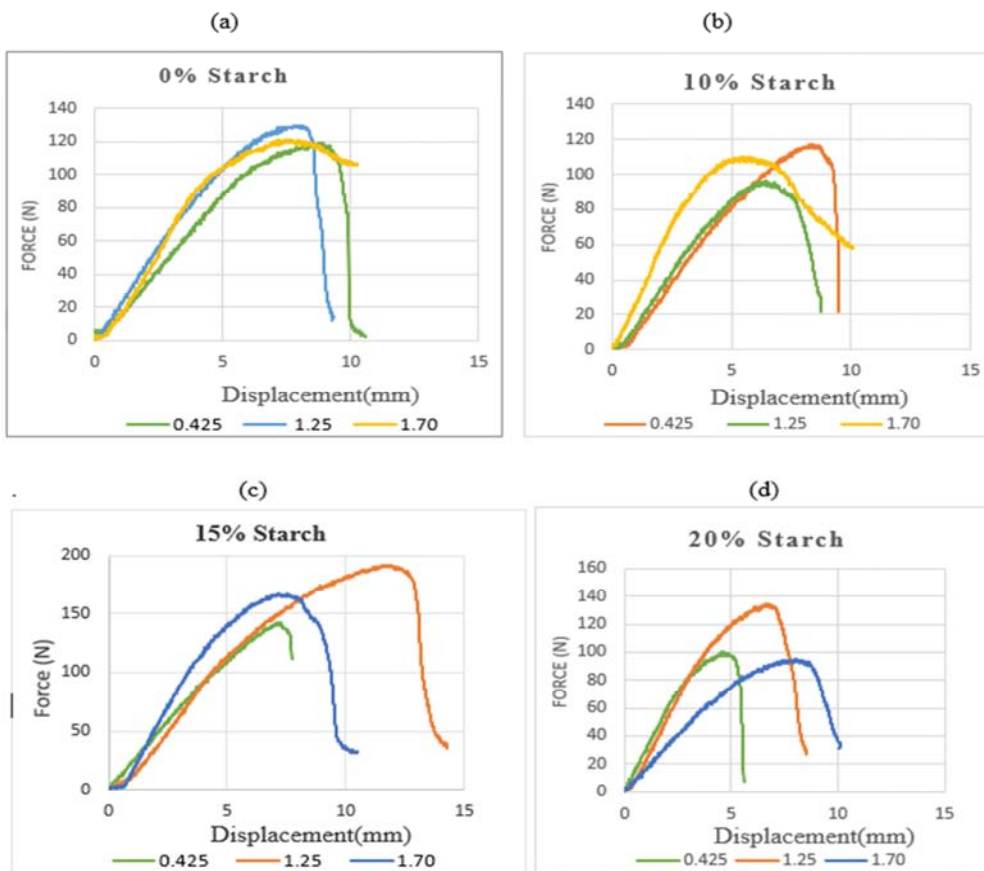 (a)
0% Starch
140
120
100
80
60
40
20
0
FORCE (N)
0 5 10 15
Displacement(mm)
0.425 1.25 1.70
(b)
10% Starch
140
120
100
80
60
40
20
0
FORCE (N)
0 5 10 15
Displacement(mm)
0.425 1.25 1.70
.
(c)
15% Starch
200
150
100
50
0
Force (N)
0 5 10 15
Displacement(mm)
0.425 1.25 1.70
(d)
20% Starch
160
140
120
100
80
60
40
20
0
FORCE (N)
0 5 10 15
Displacement(mm)
0.425 1.25 1.70